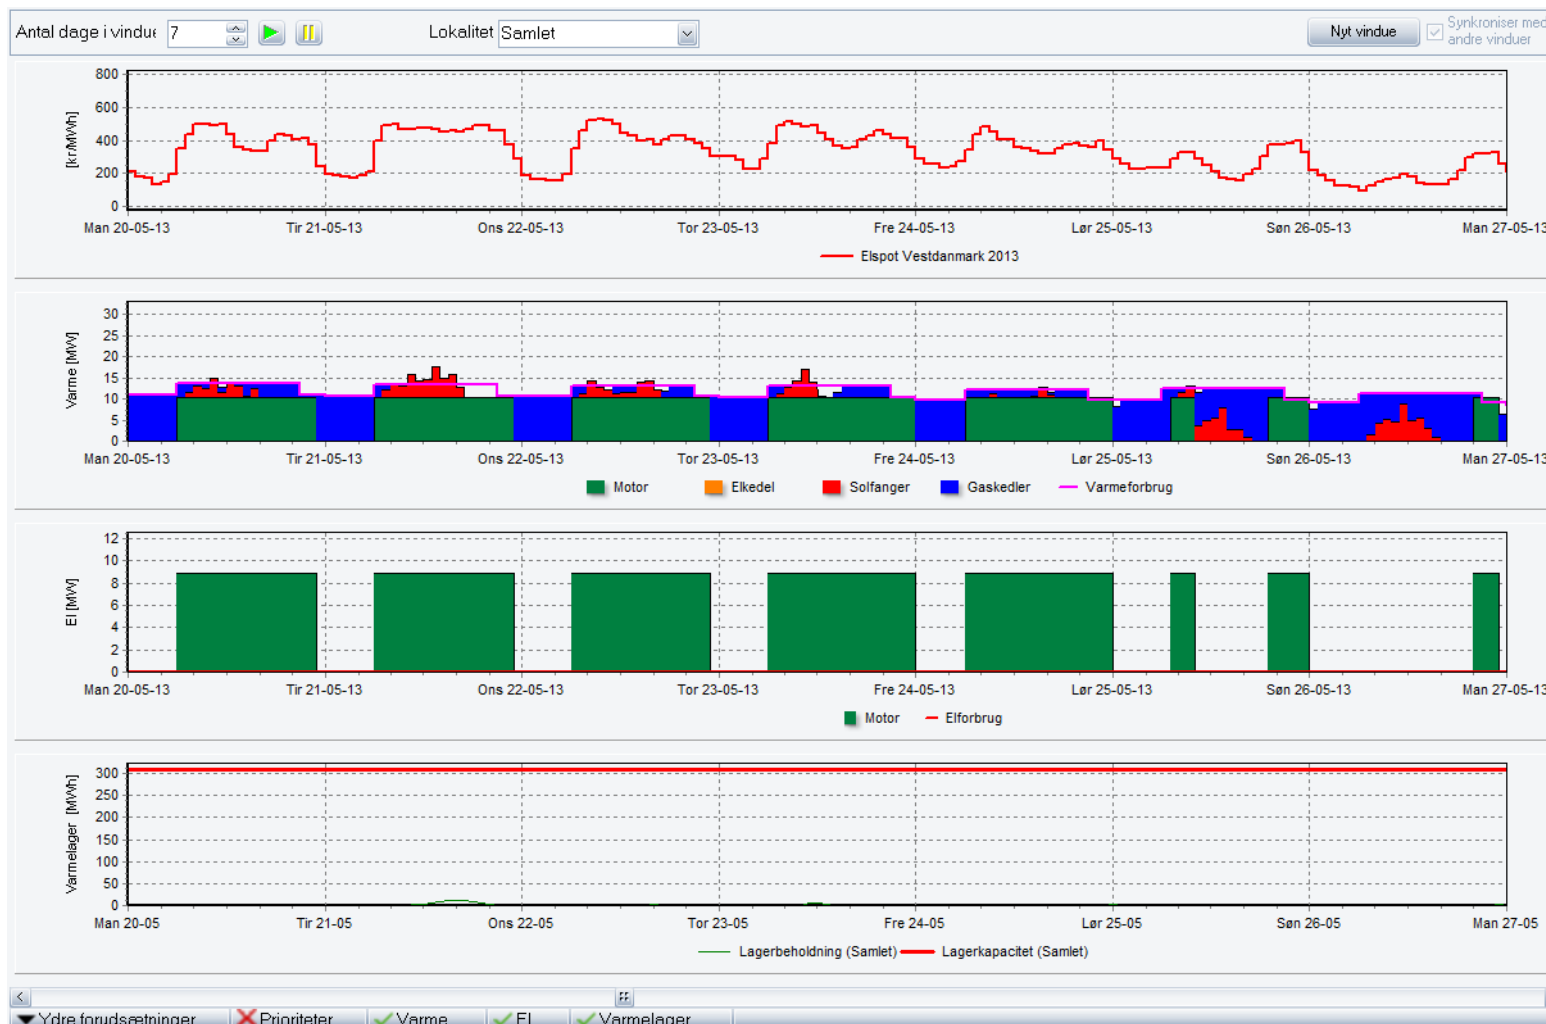 Antal dage i vindue 7 Lokalitet Samlet Nyt vindue Synkroniser med
andre vinduer
800
600
400
200
0
[kr/MWh]
Man 20-05-13 Tir 21-05-13 Ons 22-05-13 Tor 23-05-13 Fre 24-05-13 Lør 25-05-13 Søn 26-05-13 Man 27-05-13
Elspot Vestdanmark 2013
30
25
20
15
10
5
0
Varme [MW]
Man 20-05-13 Tir 21-05-13 Ons 22-05-13 Tor 23-05-13 Fre 24-05-13 Lør 25-05-13 Søn 26-05-13 Man 27-05-13
Motor Elkedel Solfanger Gaskedler Varmeforbrug
12
10
8
6
4
2
0
El [MW]
Man 20-05-13 Tir 21-05-13 Ons 22-05-13 Tor 23-05-13 Fre 24-05-13 Lør 25-05-13 Søn 26-05-13 Man 27-05-13
Motor Elforbrug
300
250
200
150
100
50
0
Varmelager [MWh]
Man 20-05 Tir 21-05 Ons 22-05 Tor 23-05 Fre 24-05 Lør 25-05 Søn 26-05 Man 27-05
Lagerbeholdning (Samlet) Lagerkapacitet (Samlet)
Ydre forudsætninger Prioriteter Varme El Varmelager